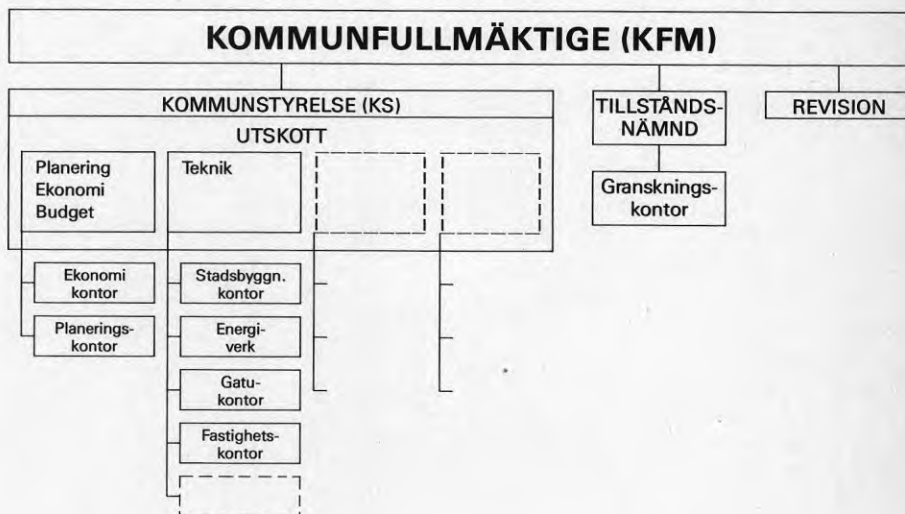 KOMMUNFULLMÄKTIGE (KFM)
KOMMUNSTYRELSE (KS)
UTSKOTT
Planering
Ekonomi
Budget
Teknik
Ekonomi
kontor
Planerings-
kontor
Stadsbyggn.
kontor
Energi-
verk
Gatu-
kontor
Fastighets-
kontor
TILLSTÅNDS-
NÄMND
Gransknings-
kontor
REVISION